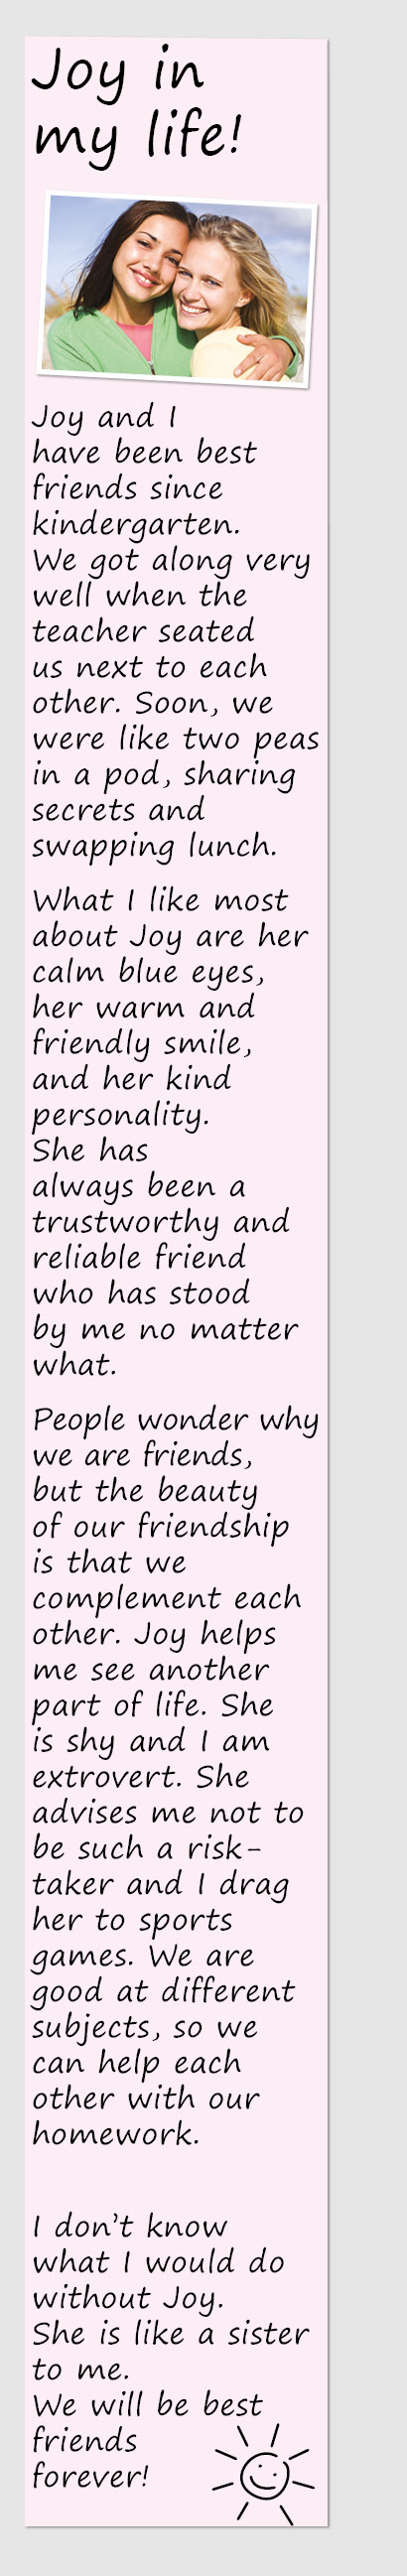 Joy in
my life!
Joy and I
have been best
friends since
kindergarten.
We got along very
well when the
teacher seated
us next to each
other. Soon, we
were like two peas
in a pod, sharing
secrets and
swapping lunch.
What I like most
about Joy are her
calm blue eyes,
her warm and
friendly smile,
and her kind
personality.
She has
always been a
trustworthy and
reliable friend
who has stood
by me no matter
what.
People wonder why
we are friends,
but the beauty
of our friendship
is that we
complement each
other. Joy helps
me see another
part of life. She
is shy and I am
extrovert. She
advises me not to
be such a risk-
taker and I drag
her to sports
games. We are
good at different
subjects, so we
can help each
other with our
homework.
I don't know
what I would do
without Joy.
She is like a sister
to me.
We will be best
friends
forever!